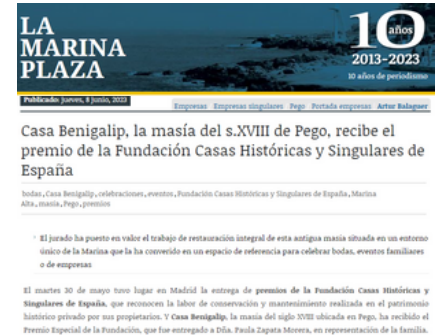 LA
MARINA
PLAZA
10 años
2013-2023
10 años de periodismo
Publicado: jueves, 8 junio, 2023
Empresas Empresas singulares Pego Portada empresas Artur Balaguer
Casa Benigalip, la masía del s.XVIII de Pego, recibe el
premio de la Fundación Casas Históricas y Singulares de
España
bodas, Casa Benigalip, celebraciones, eventos, Fundación Casas Históricas y Singulares de España, Marina
Alta, masía, Pego, premios
El jurado ha puesto en valor el trabajo de restauración integral de esta antigua masía situada en un entorno
único de la Marina que la ha converido en un espacio de referencia para celebrar bodas, eventos familiares
o de empresas
El martes 30 de mayo tuvo lugar en Madrid la entrega de premios de la Fundación Casas Históricas y
Singulares de España, que reconocen la labor de conservación y mantenimiento realizada en el patrimonio
histórico privado por sus propietarios. Y Casa Benigalip, la masía del siglo XVIII ubicada en Pego, ha recibido el
Premio Especial de la Fundación, que fue entregado a Dña. Paula Zapata Morera, en representación de la familia.